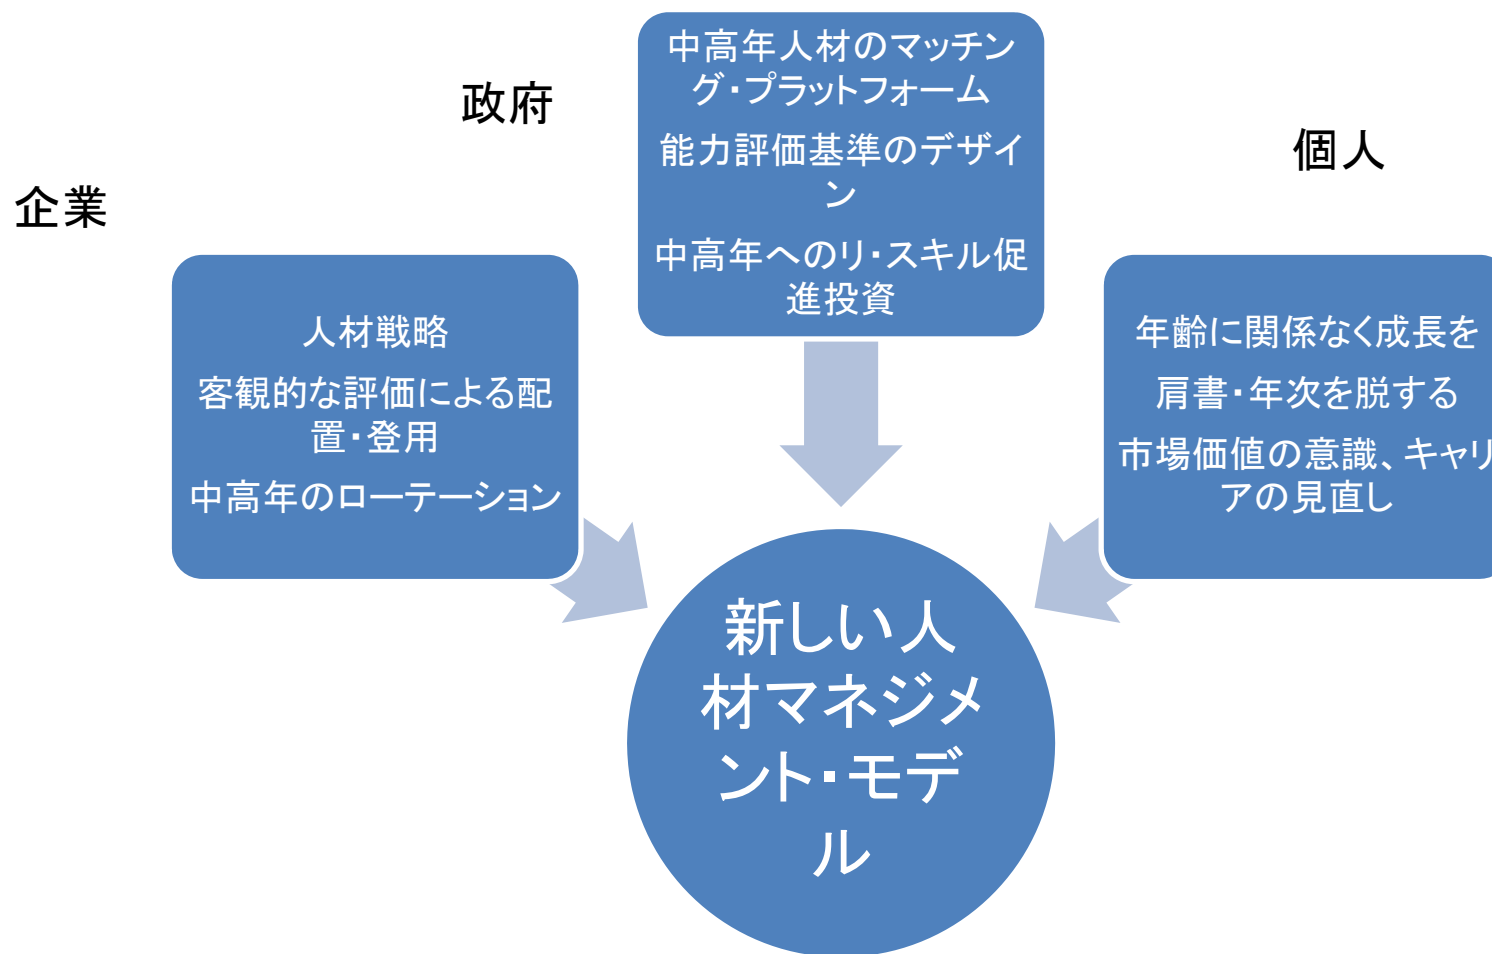 政府
中高年人材のマッチン
グ・プラットフォーム
能力評価基準のデザイ
ン
中高年へのリ・スキル促
進投資
個人
企業
人材戦略
客観的な評価による配
置・登用
中高年のローテーション
年齢に関係なく成長を
肩書・年次を脱する
市場価値の意識、キャリ
アの見直し
新しい人
材マネジメ
ント・モデ
ル